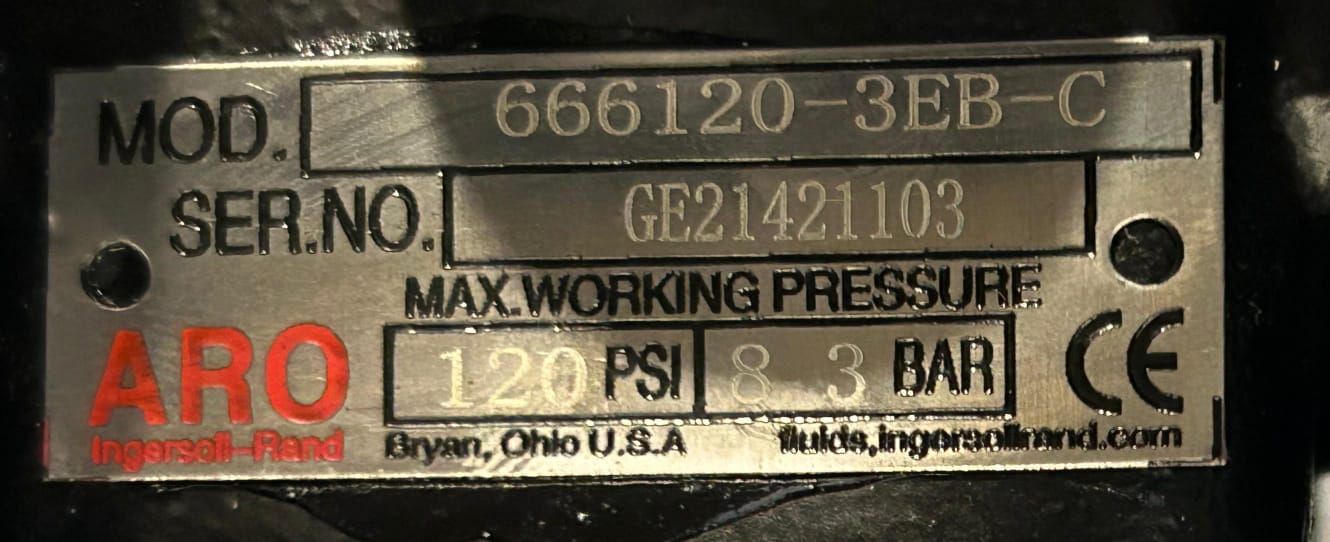 MOD. 666120-3EB-C
SER.NO. GE21421103
MAX.WORKING PRESSURE
120 PSI 8 3 BAR
CE
ARO
Ingersoll-Rand
Bryan, Ohio U.S.A
fluids.ingersollrand.com